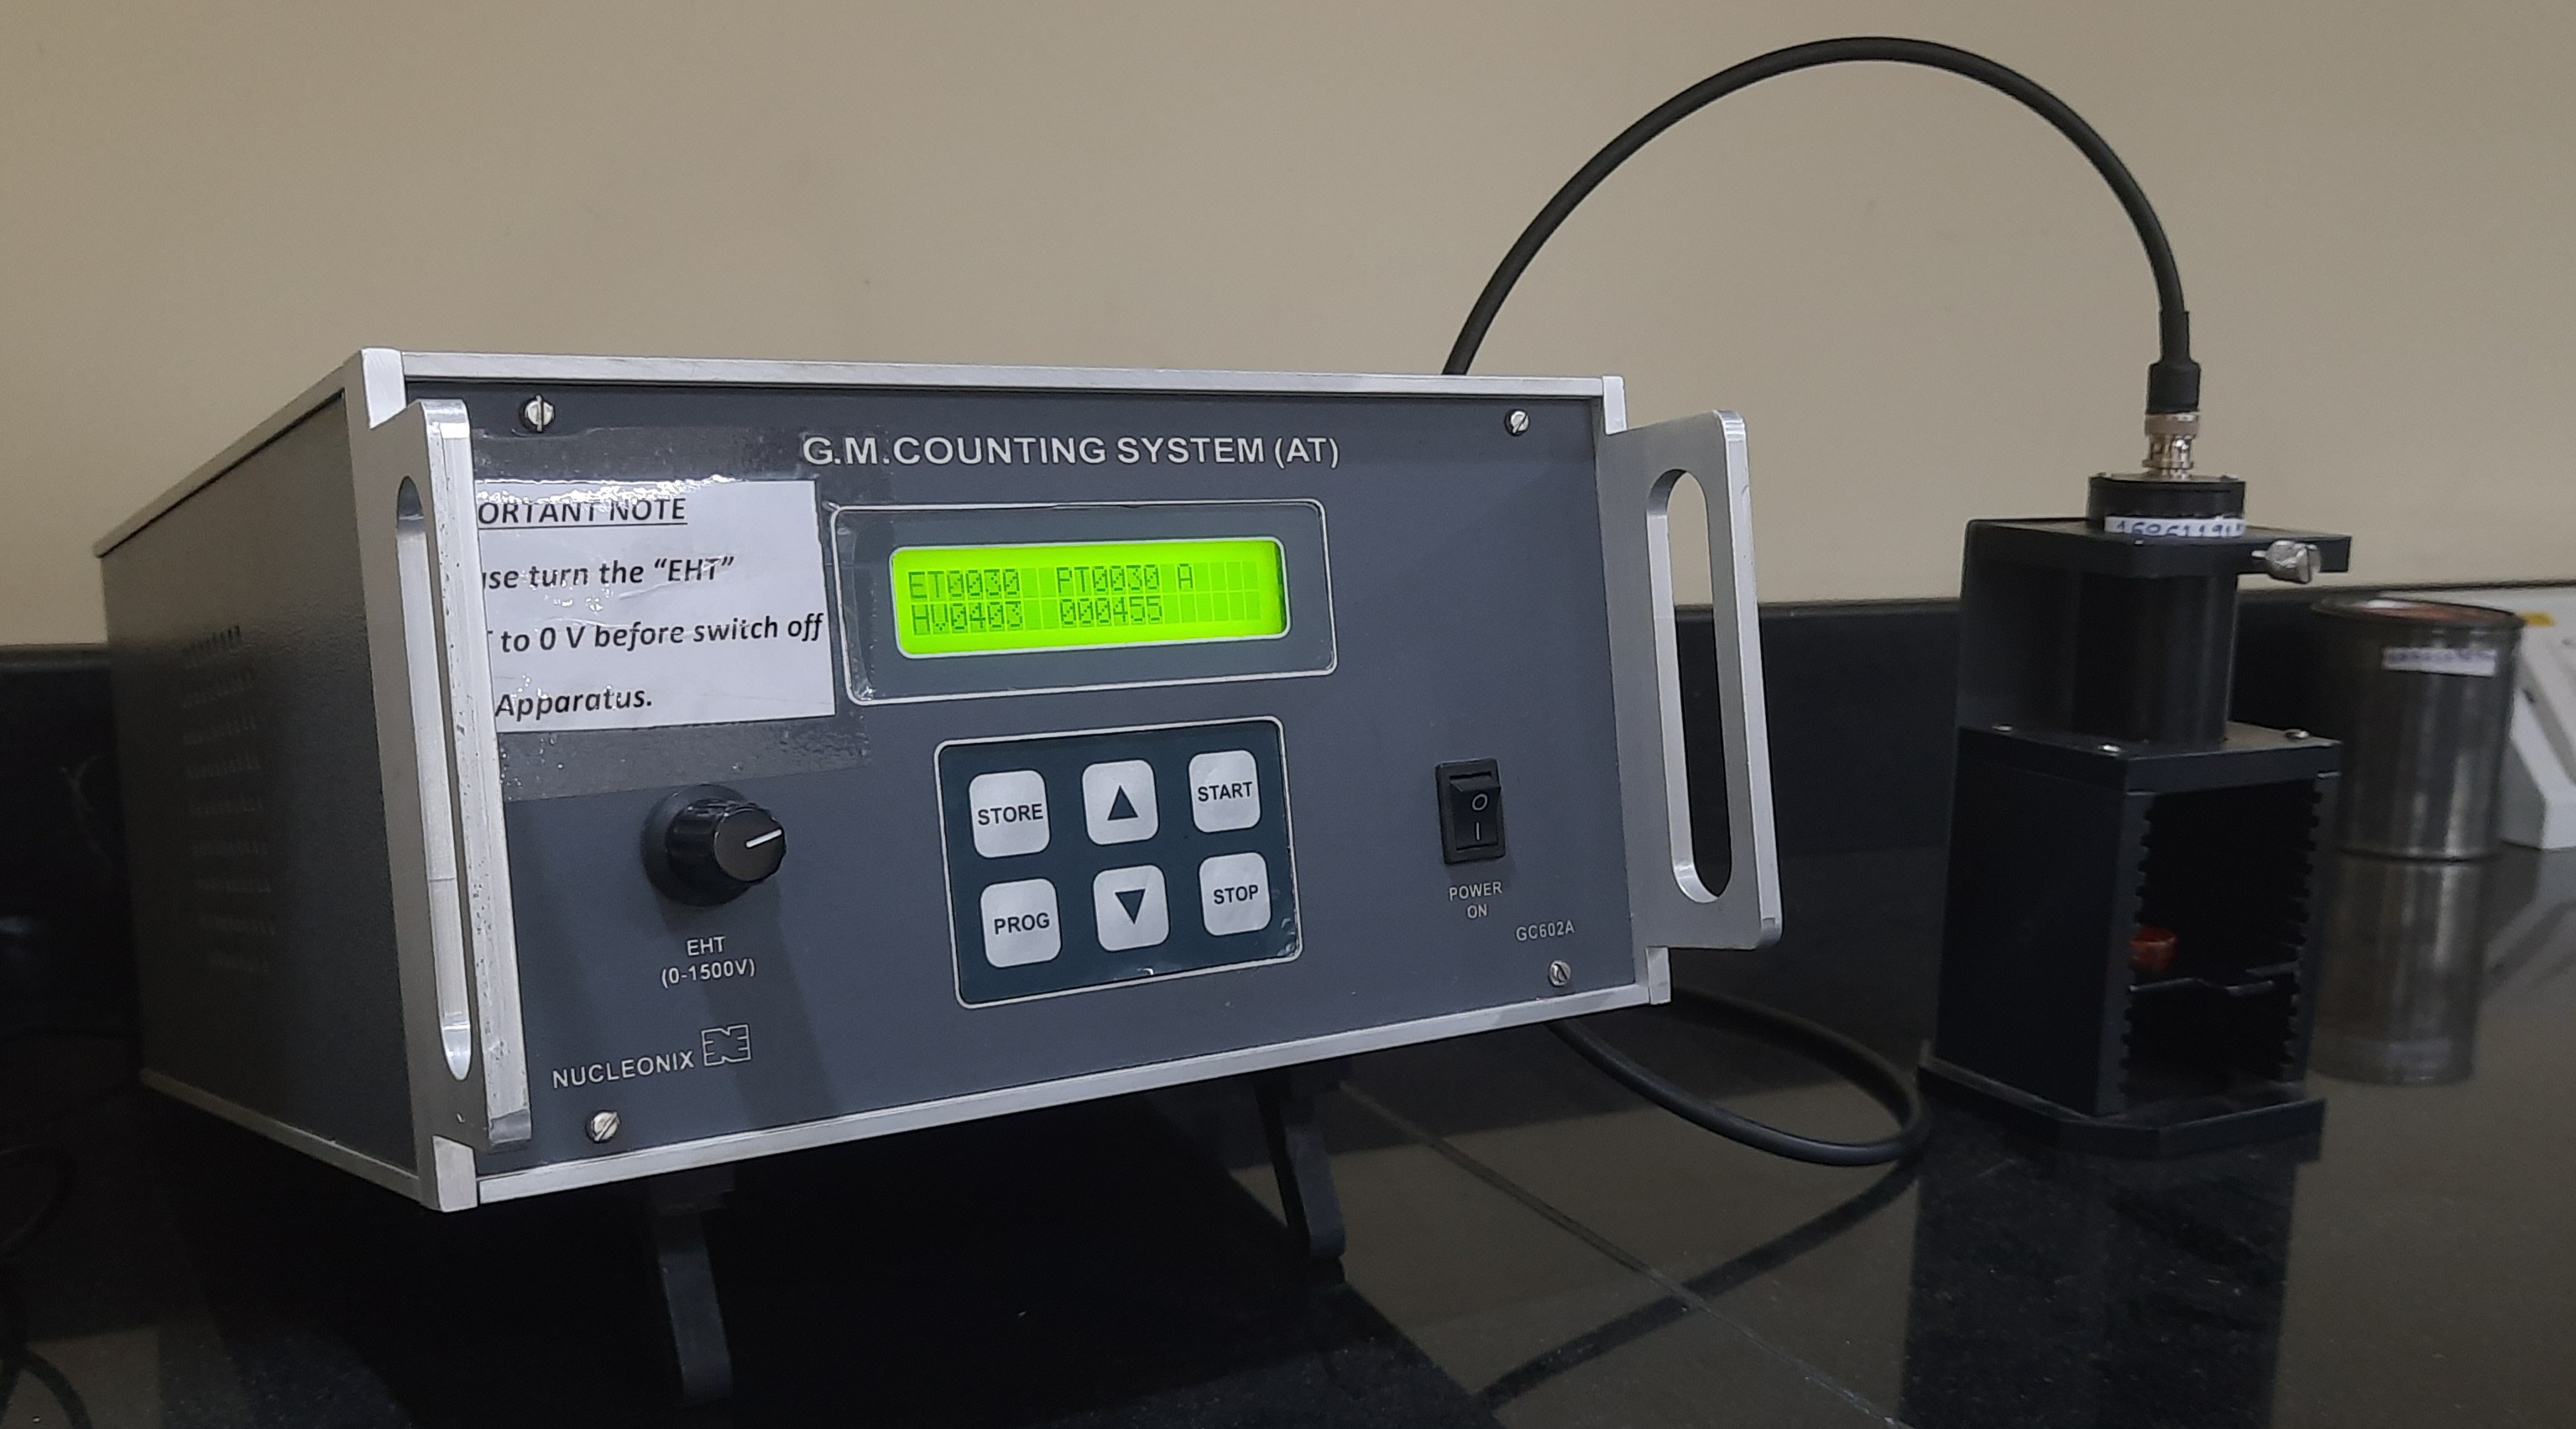 G.M.COUNTING SYSTEM (AT)
ORTANT NOTE
se turn the “EHT”
to 0 V before switch off
Apparatus.
ET0030 PT0030 A
HV0403 000455
STORE
▲
START
PROG
▼
STOP
EHT
(0-1500V)
O
I
POWER
ON
GC602A
NUCLEONIX